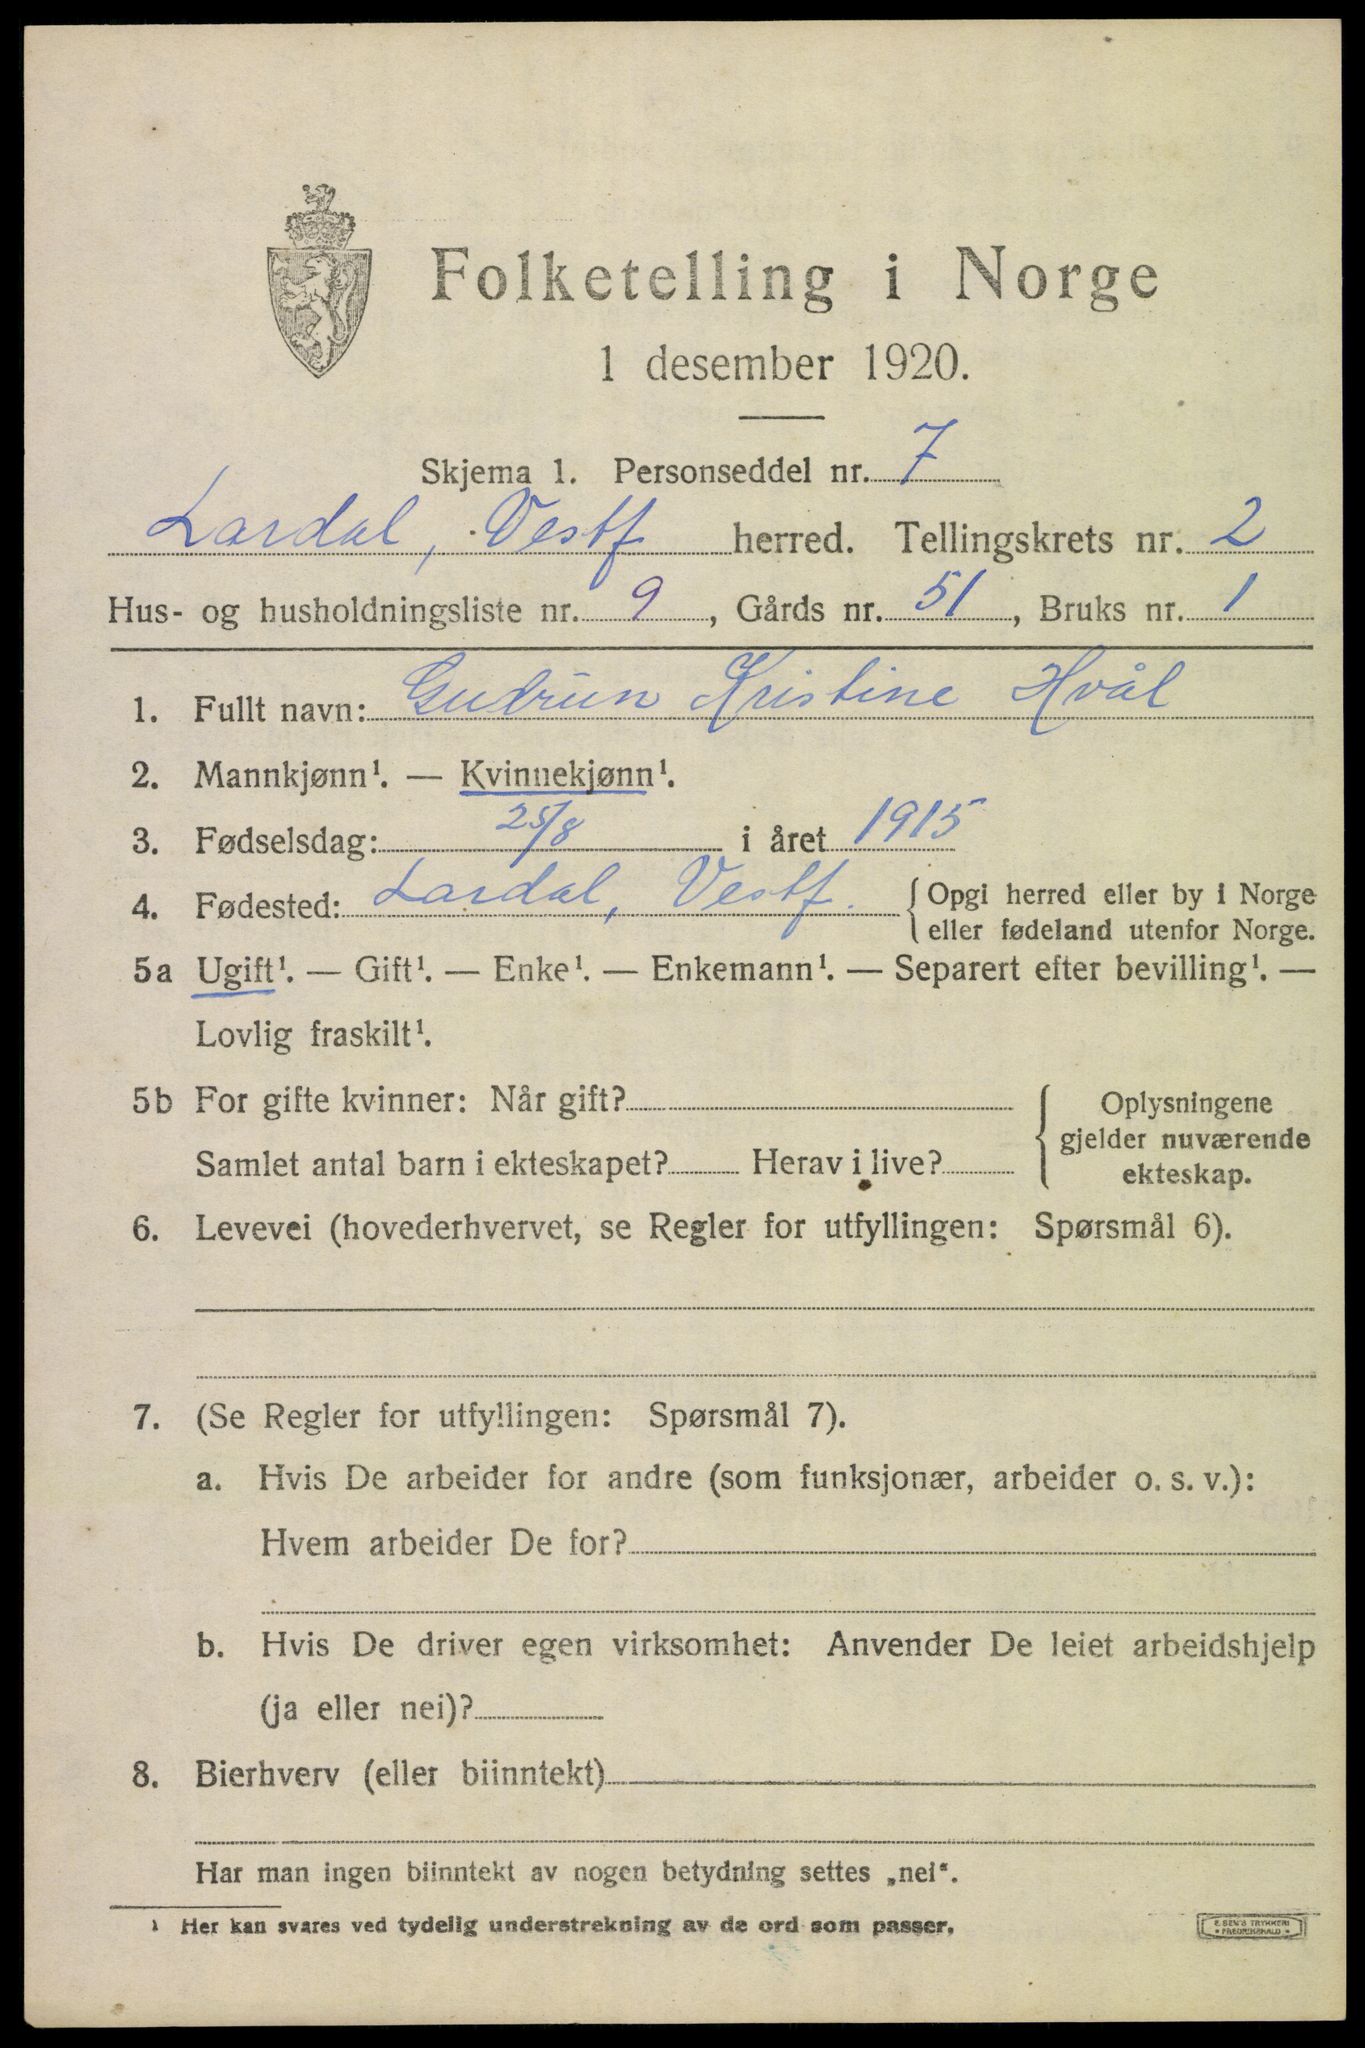 Folketelling i Norge
1 desember 1920.
Skjema 1. Personseddel nr. 7
Lardal, Vestf herred. Tellingskrets nr. 2
Hus- og husholdningsliste nr. 9, Gårds nr. 51, Bruks nr. 1
1. Fullt navn: Gudrun Kristine Hvål
2. Mannkjønn¹. — Kvinnekjønn¹.
3. Fødselsdag: 25/8 i året 1915
4. Fødested: Lardal, Vestf. { Opgi herred eller by i Norge
eller fødeland utenfor Norge.
5a Ugift¹. — Gift¹. — Enke¹. — Enkemann¹. — Separert efter bevilling¹. —
Lovlig fraskilt¹.
5b For gifte kvinner: Når gift?
Samlet antal barn i ekteskapet? Herav i live?
Oplysningene
gjelder nuværende
ekteskap.
6. Levevei (hovederhvervet, se Regler for utfyllingen: Spørsmål 6).
7. (Se Regler for utfyllingen: Spørsmål 7).
a. Hvis De arbeider for andre (som funksjonær, arbeider o. s. v.):
Hvem arbeider De for?
b. Hvis De driver egen virksomhet: Anvender De leiet arbeidshjelp
(ja eller nei)?
8. Bierhverv (eller biinntekt)
Har man ingen biinntekt av nogen betydning settes „nei“.
¹ Her kan svares ved tydelig understrekning av de ord som passer.
E. SEM'S TRYKKERI
FREDRIKSHALD